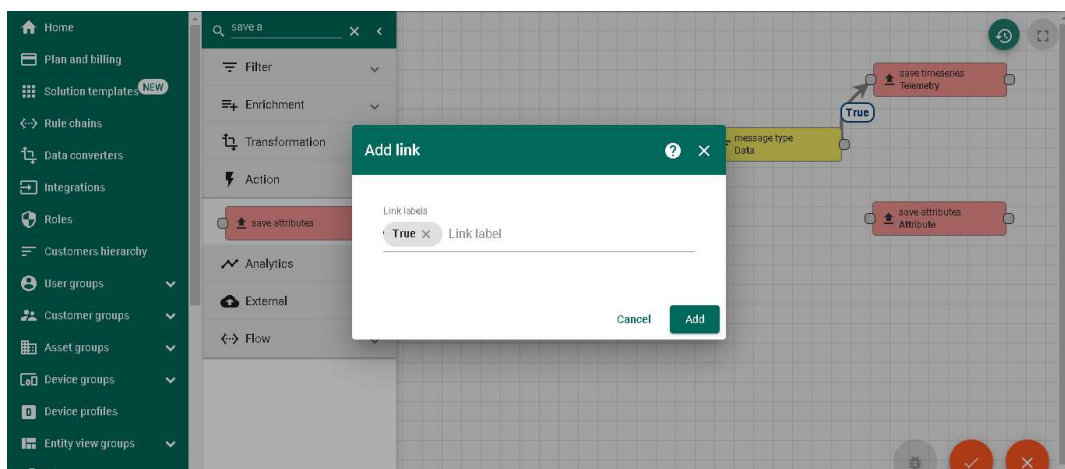 Home
Plan and billing
Solution templates NEW
Rule chains
Data converters
Integrations
Roles
Customers hierarchy
User groups
Customer groups
Asset groups
Device groups
Device profiles
Entity view groups
save a
Filter
Enrichment
Transformation
Action
save attributes
Analytics
External
Flow
Add link
Link labels
True
Link label
Cancel
Add
message type
Data
True
save timeseries
Telemetry
save attributes
Attribute